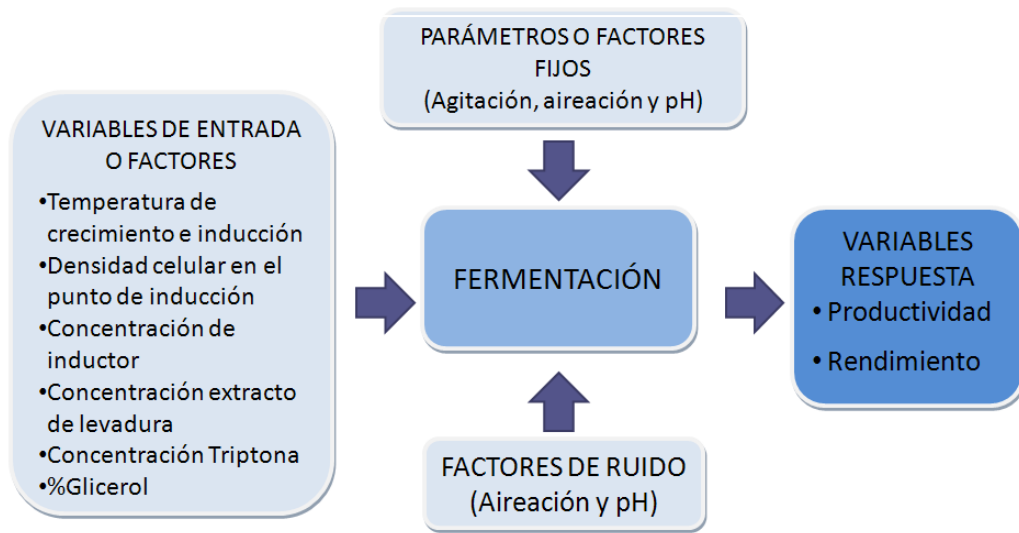 PARÁMETROS O FACTORES
FIJOS
(Agitación, aireación y pH)
VARIABLES DE ENTRADA
O FACTORES
•Temperatura de
crecimiento e inducción
•Densidad celular en el
punto de inducción
•Concentración de
inductor
•Concentración extracto
de levadura
•Concentración Triptona
•%Glicerol
FERMENTACIÓN
VARIABLES
RESPUESTA
• Productividad
• Rendimiento
FACTORES DE RUIDO
(Aireación y pH)